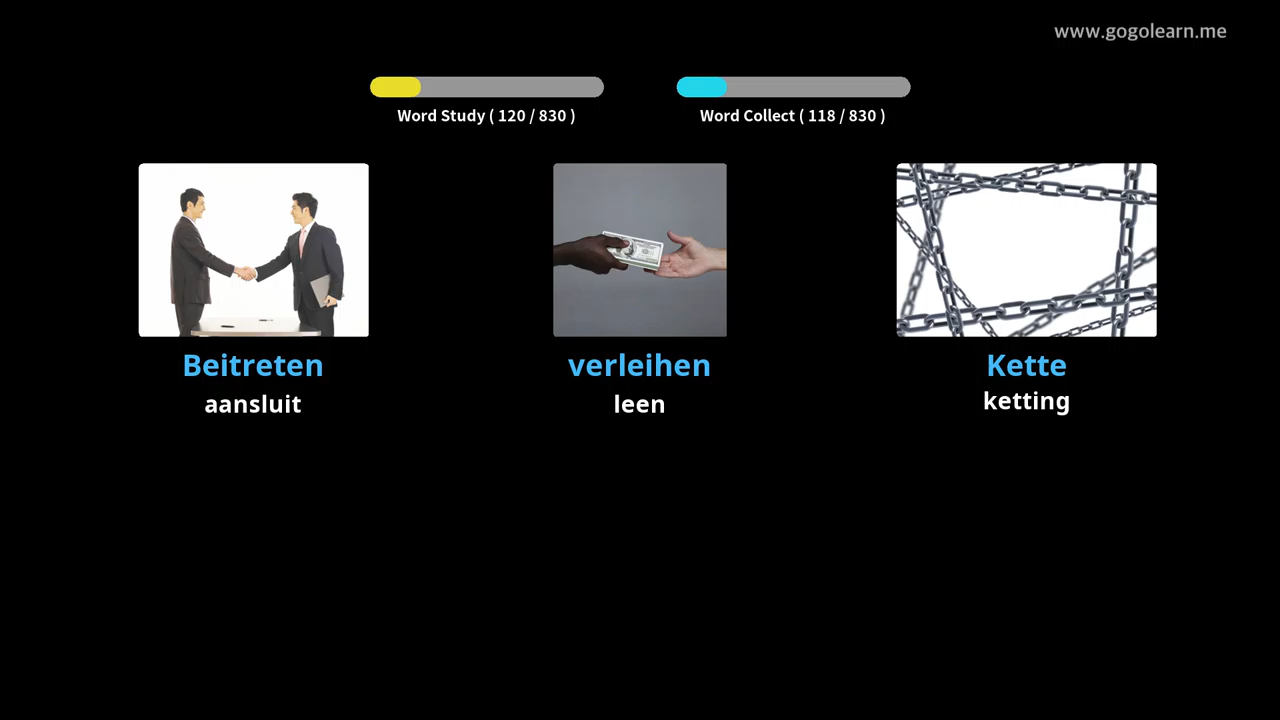 www.gogolearn.me
Word Study ( 120 / 830 )
Word Collect ( 118 / 830 )
Beitreten
aansluit
verleihen
leen
Kette
ketting